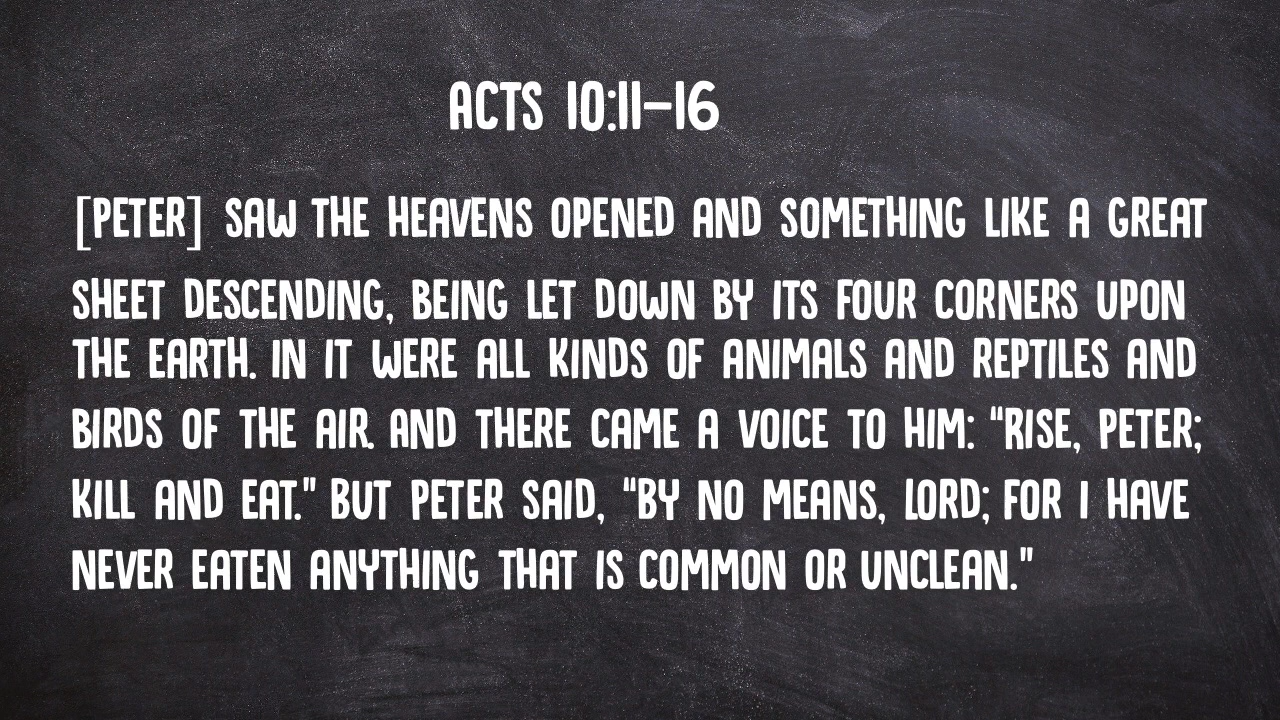 ACTS 10:11–16
[PETER] SAW THE HEAVENS OPENED AND SOMETHING LIKE A GREAT
SHEET DESCENDING, BEING LET DOWN BY ITS FOUR CORNERS UPON
THE EARTH. IN IT WERE ALL KINDS OF ANIMALS AND REPTILES AND
BIRDS OF THE AIR. AND THERE CAME A VOICE TO HIM: “RISE, PETER;
KILL AND EAT.” BUT PETER SAID, “BY NO MEANS, LORD; FOR I HAVE
NEVER EATEN ANYTHING THAT IS COMMON OR UNCLEAN.”